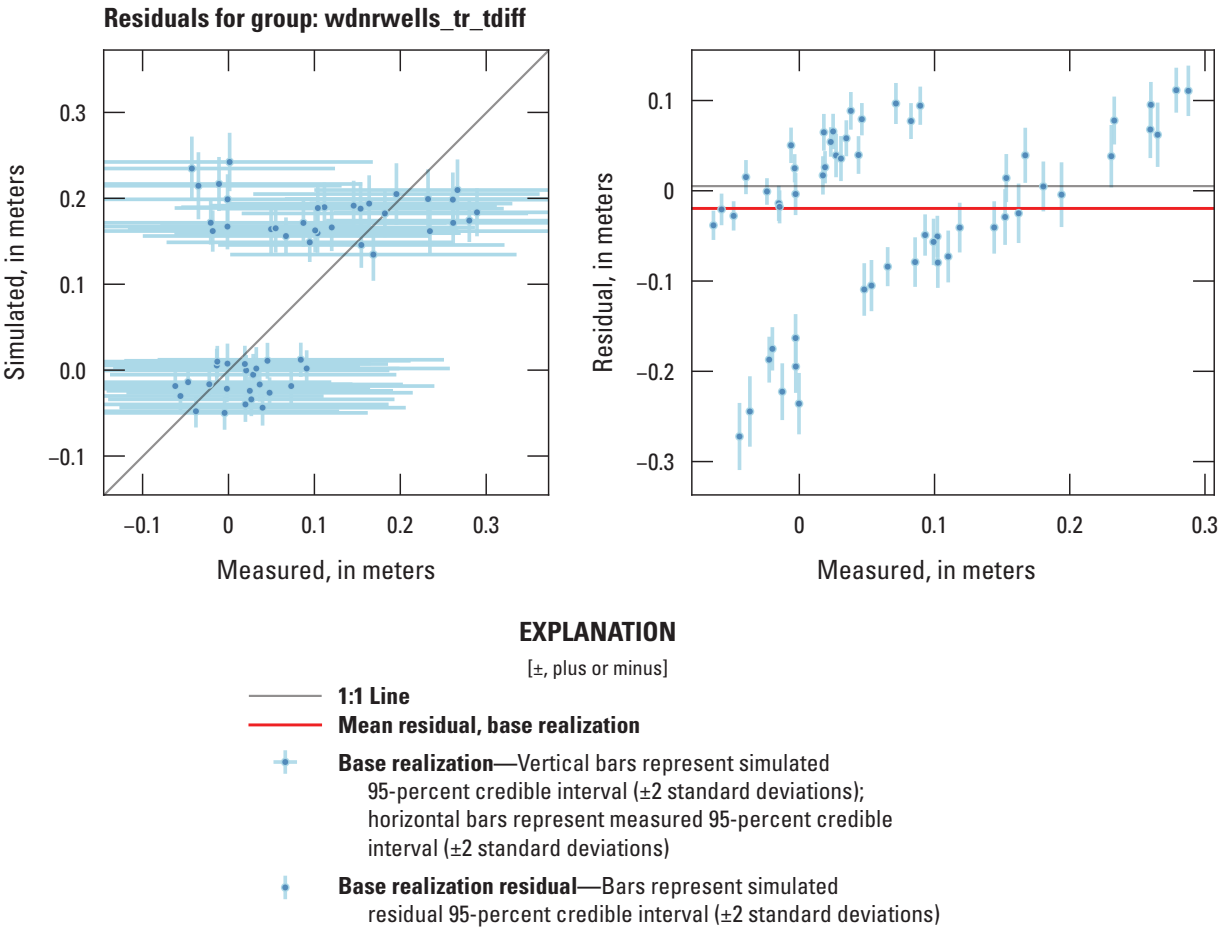 Residuals for group: wdnrwells_tr_tdiff
Simulated, in meters
0.3
0.2
0.1
0.0
−0.1
−0.1
0
0.1
0.2
0.3
Measured, in meters
Residual, in meters
0.1
0
−0.1
−0.2
−0.3
0
0.1
0.2
0.3
Measured, in meters
EXPLANATION
[±, plus or minus]
1:1 Line
Mean residual, base realization
Base realization—Vertical bars represent simulated
95-percent credible interval (±2 standard deviations);
horizontal bars represent measured 95-percent credible
interval (±2 standard deviations)
Base realization residual—Bars represent simulated
residual 95-percent credible interval (±2 standard deviations)